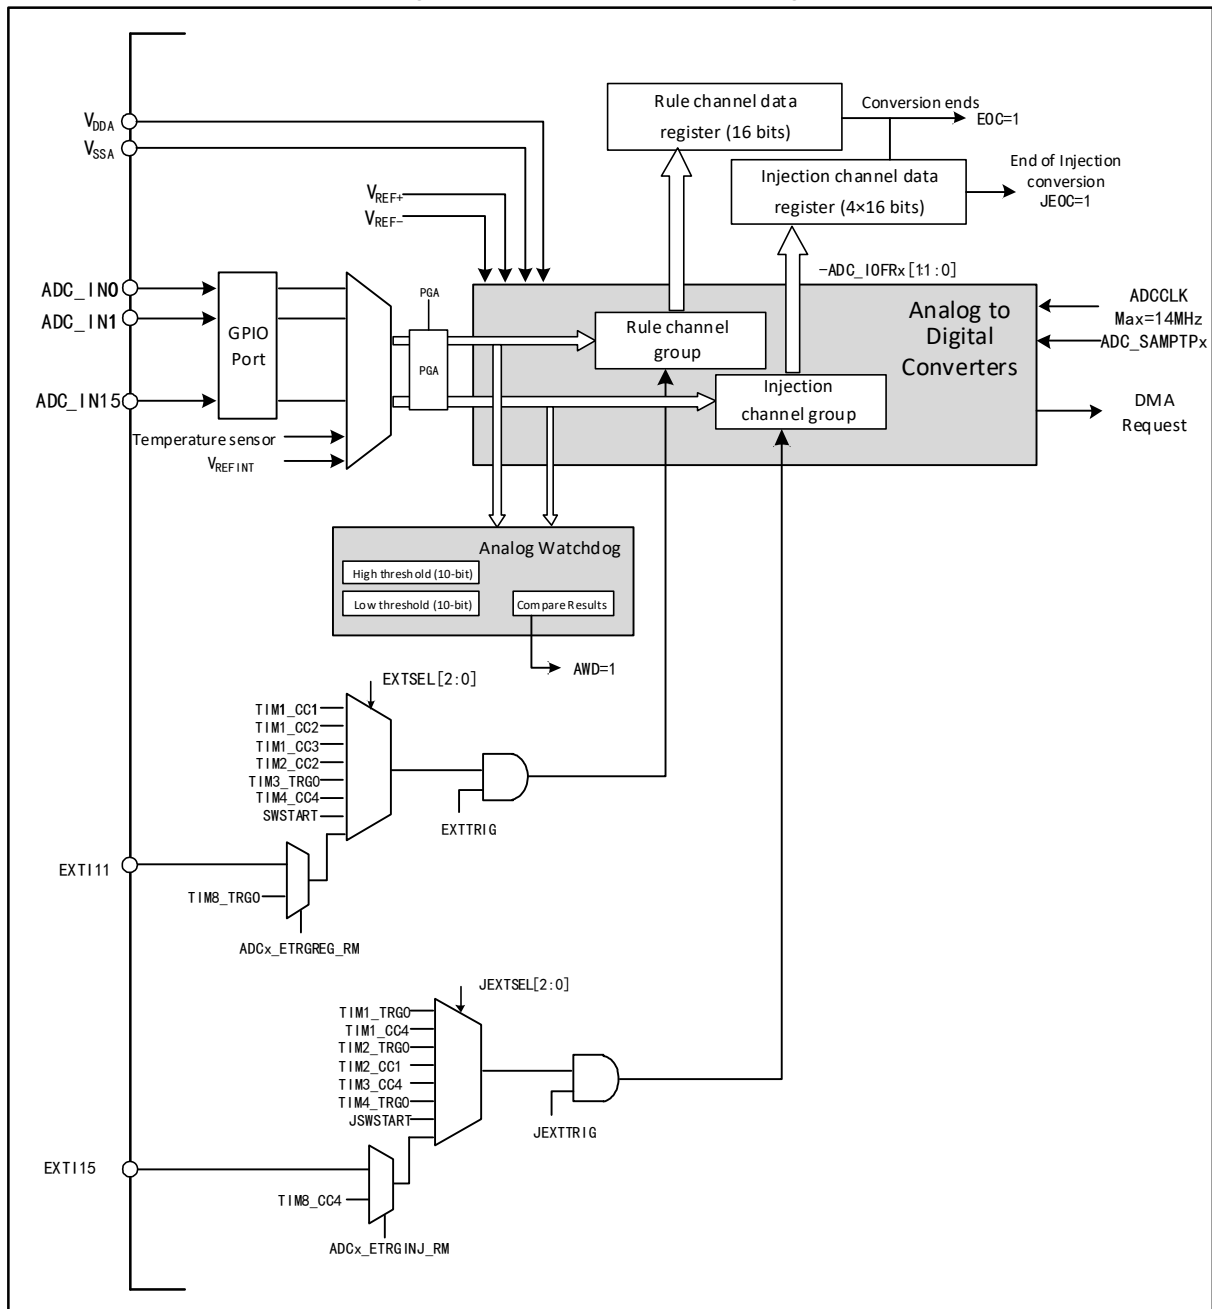 Rule channel data
register (16 bits)
Conversion ends
EOC=1
VDDA
VSSA
Injection channel data
register (4×16 bits)
End of Injection
conversion
JEOC=1
VREF+
VREF-
-ADC_IOFRx[11:0]
ADC_IN0
ADC_IN1
ADC_IN15
GPIO
Port
PGA
PGA
Rule channel
group
Injection
channel group
Analog to
Digital
Converters
ADCCLK
Max=14MHz
ADC_SAMPTPx
DMA
Request
Temperature sensor
VREFINT
Analog Watchdog
High threshold (10-bit)
Low threshold (10-bit)
Compare Results
AWD=1
EXTSEL[2:0]
TIM1_CC1
TIM1_CC2
TIM1_CC3
TIM2_CC2
TIM3_TRGO
TIM4_CC4
SWSTART
EXTTRIG
EXTI11
TIM8_TRGO
ADCx_ETRGREG_RM
JEXTSEL[2:0]
TIM1_TRGO
TIM1_CC4
TIM2_TRGO
TIM2_CC1
TIM3_CC4
TIM4_TRGO
JSWSTART
JEXTTRIG
EXTI15
TIM8_CC4
ADCx_ETRGINJ_RM